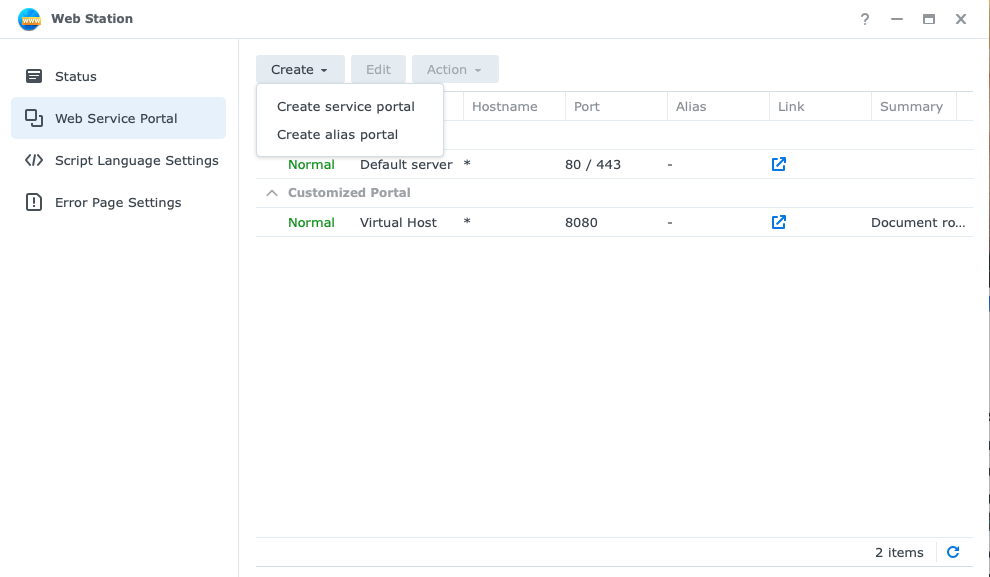 Web Station
?
Status
Web Service Portal
Script Language Settings
Error Page Settings
Create Edit Action
Create service portal
Create alias portal
Hostname Port Alias Link Summary
Normal Default server * 80 / 443 -
Customized Portal
Normal Virtual Host * 8080 - Document ro...
2 items